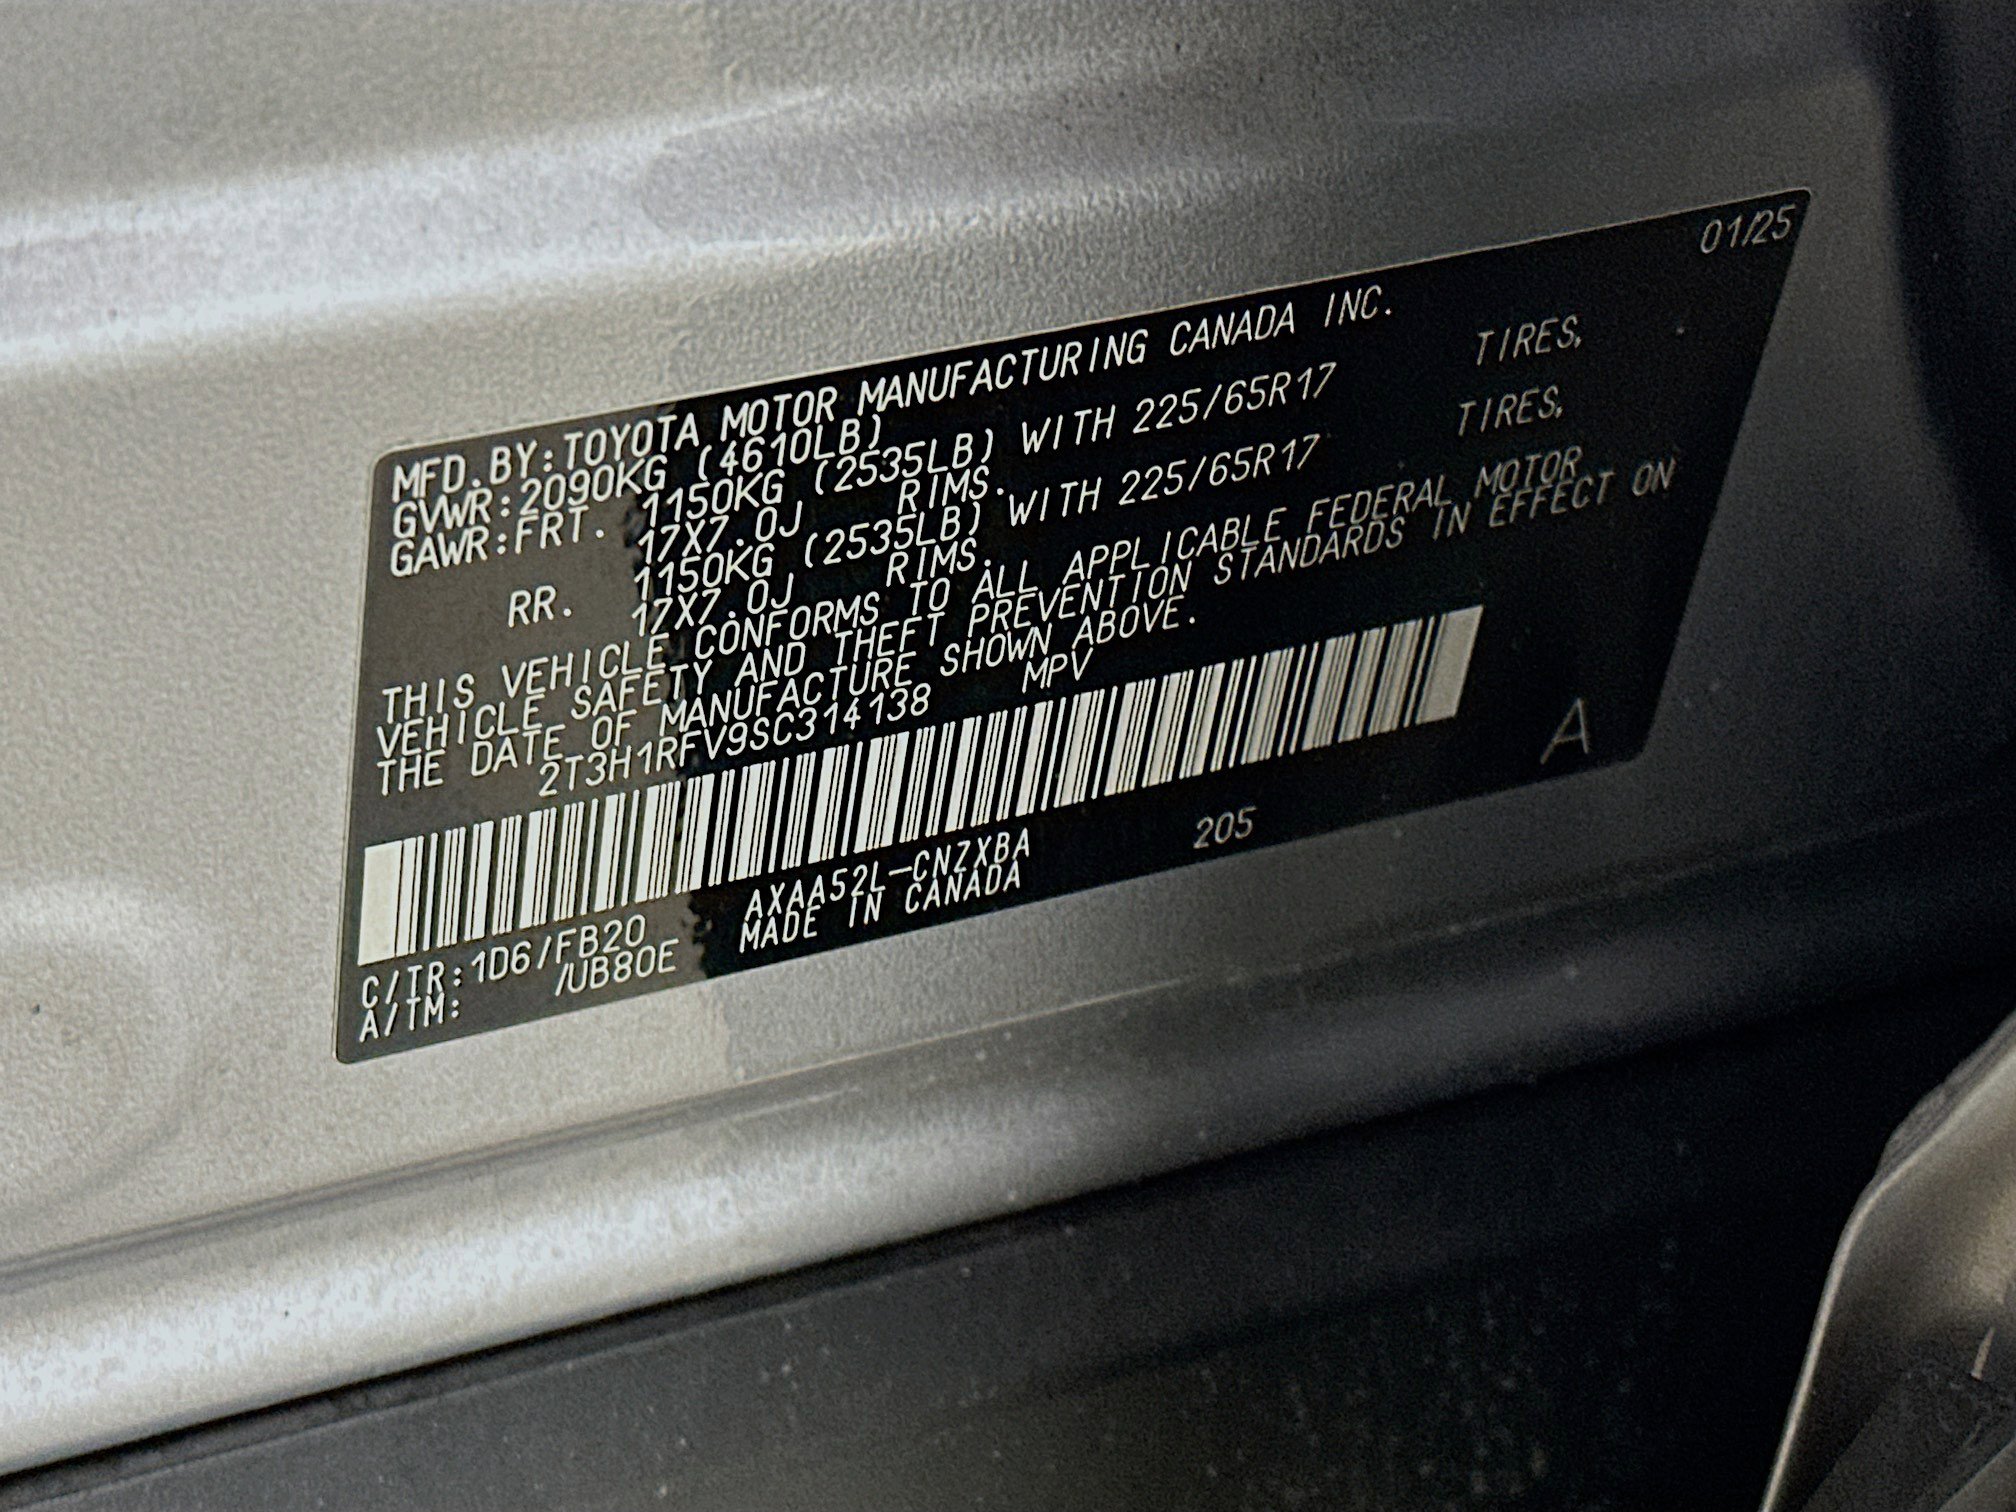 01/25
MFD.BY:TOYOTA MOTOR MANUFACTURING CANADA INC.
GVWR:2090KG (4610LB)
GAWR:FRT. 1150KG (2535LB) WITH 225/65R17 TIRES,
17X7.0J RIMS.
RR. 1150KG (2535LB) WITH 225/65R17 TIRES,
17X7.0J RIMS.
THIS VEHICLE CONFORMS TO ALL APPLICABLE FEDERAL MOTOR
VEHICLE SAFETY AND THEFT PREVENTION STANDARDS IN EFFECT ON
THE DATE OF MANUFACTURE SHOWN ABOVE.
2T3H1RFV9SC314138 MPV
A
C/TR:1D6/FB20 AXAA52L-CNZXBA 205
A/TM: /UB80E MADE IN CANADA